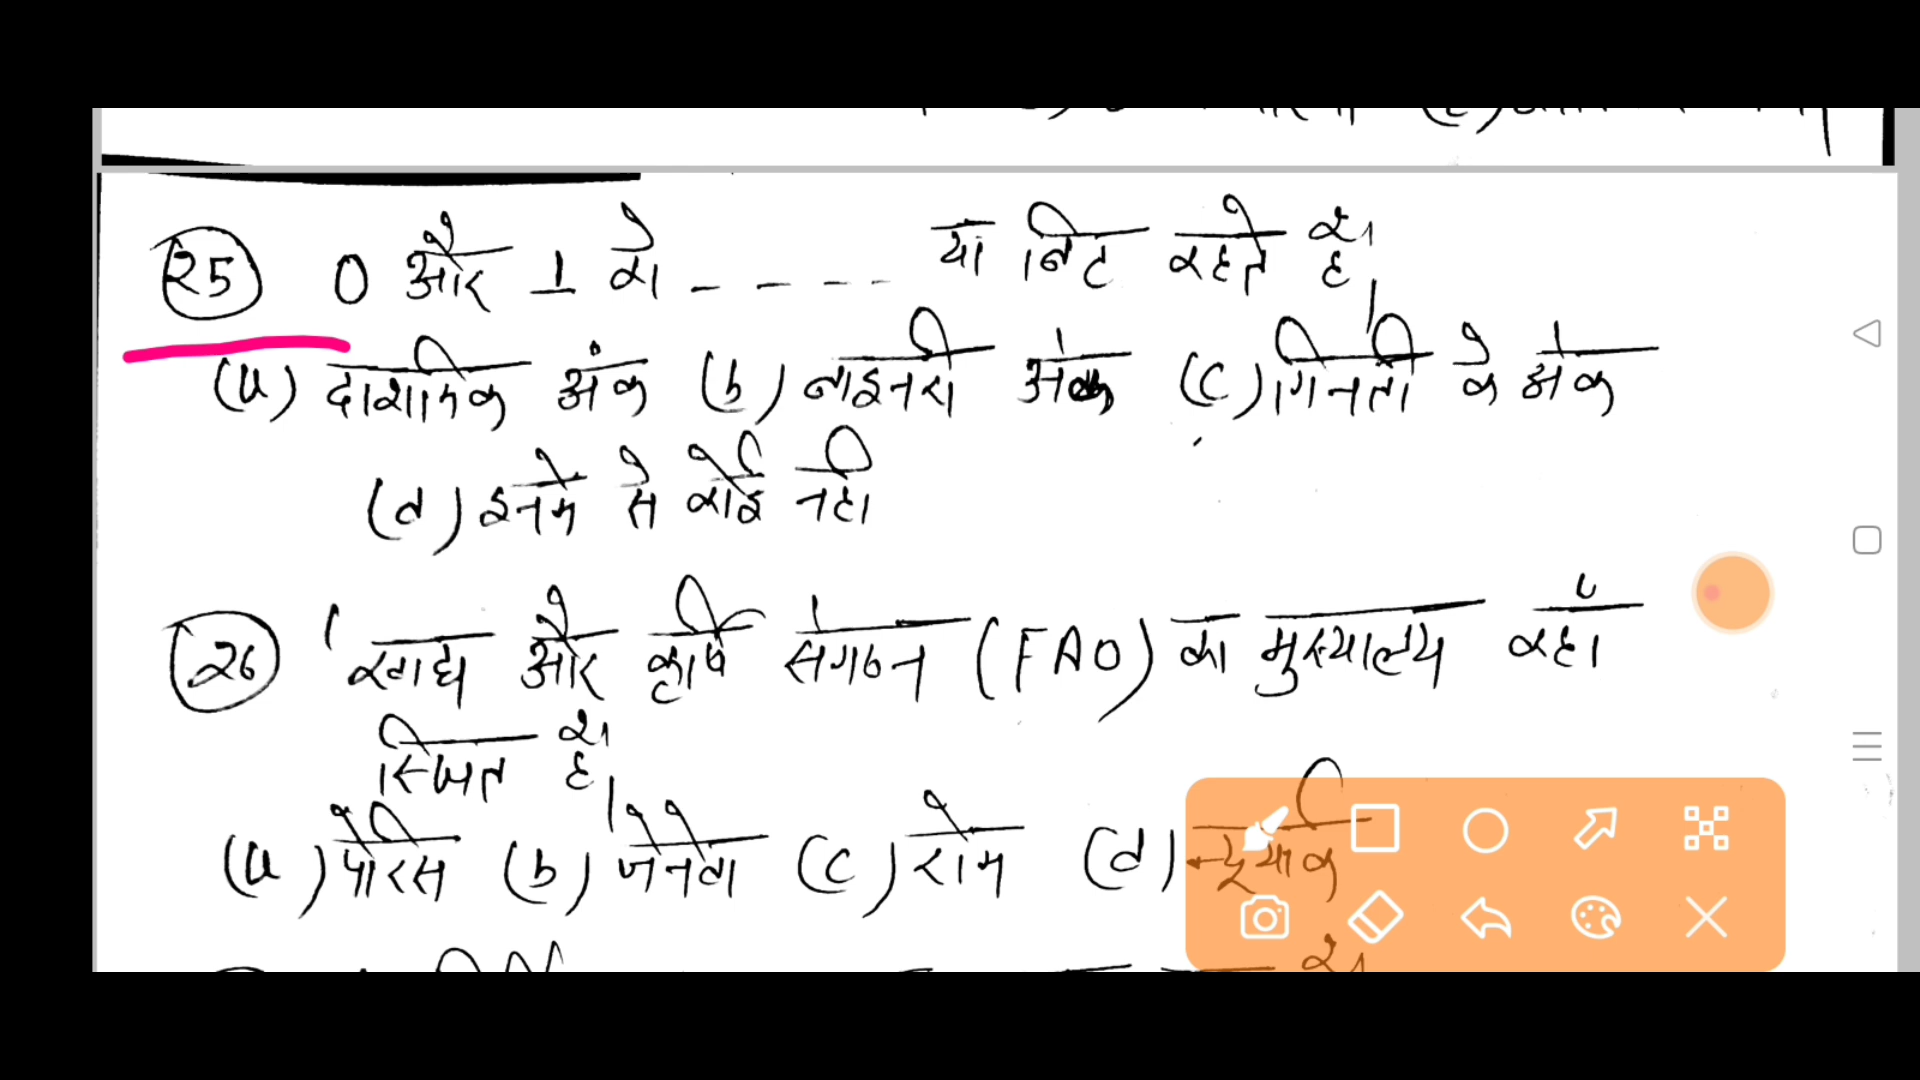 (25) 0 और 1 को - - - - या बिट कहते हैं।
(a) दाशमिक अंक (b) बाइनरी अंक (c) गिनती के अंक
(d) इनमे से कोई नही
(26) खाद्य और कृषि संगठन (FAO) का मुख्यालय कहां
स्थित हैं।
(a) पेरिस (b) जेनेवा (c) रोम (d) न्यूयार्क